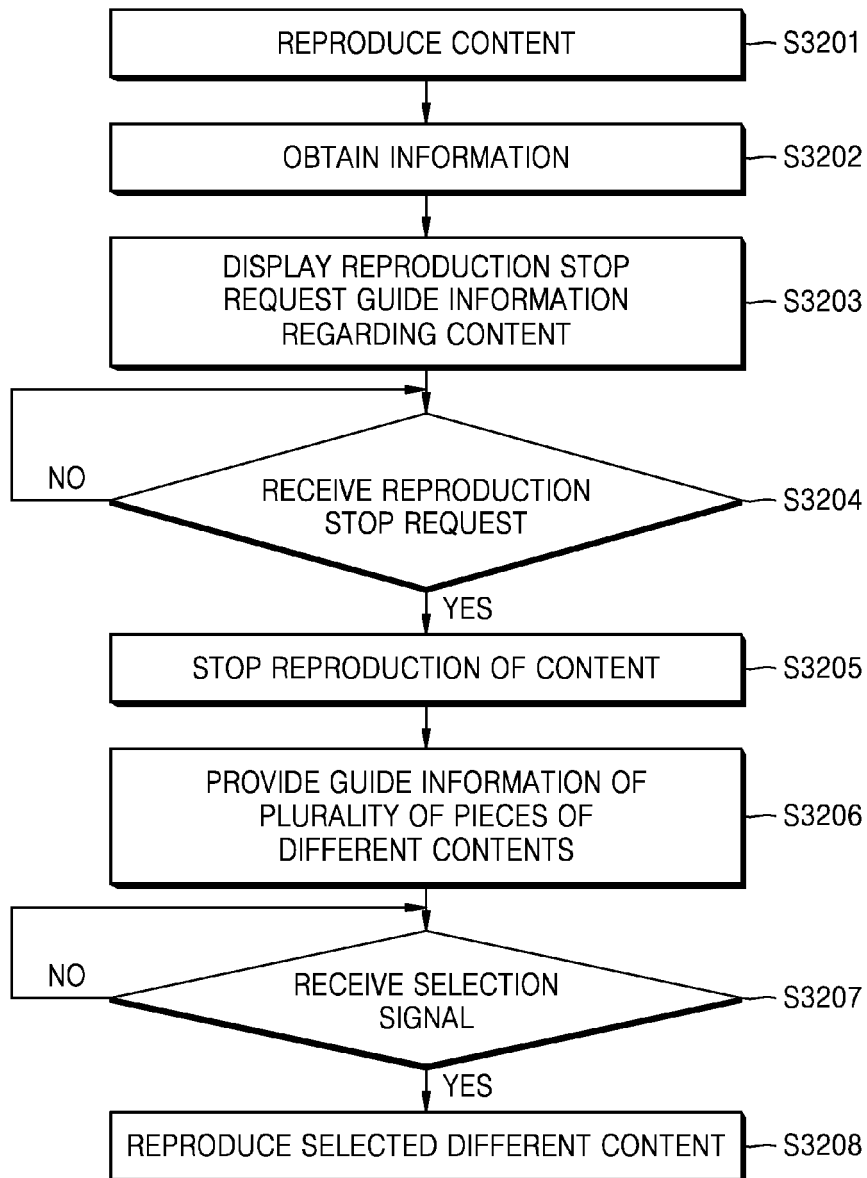 REPRODUCE CONTENT
S3201
OBTAIN INFORMATION
S3202
DISPLAY REPRODUCTION STOP
REQUEST GUIDE INFORMATION
REGARDING CONTENT
S3203
NO
RECEIVE REPRODUCTION
STOP REQUEST
S3204
YES
STOP REPRODUCTION OF CONTENT
S3205
PROVIDE GUIDE INFORMATION OF
PLURALITY OF PIECES OF
DIFFERENT CONTENTS
S3206
NO
RECEIVE SELECTION
SIGNAL
S3207
YES
REPRODUCE SELECTED DIFFERENT CONTENT
S3208